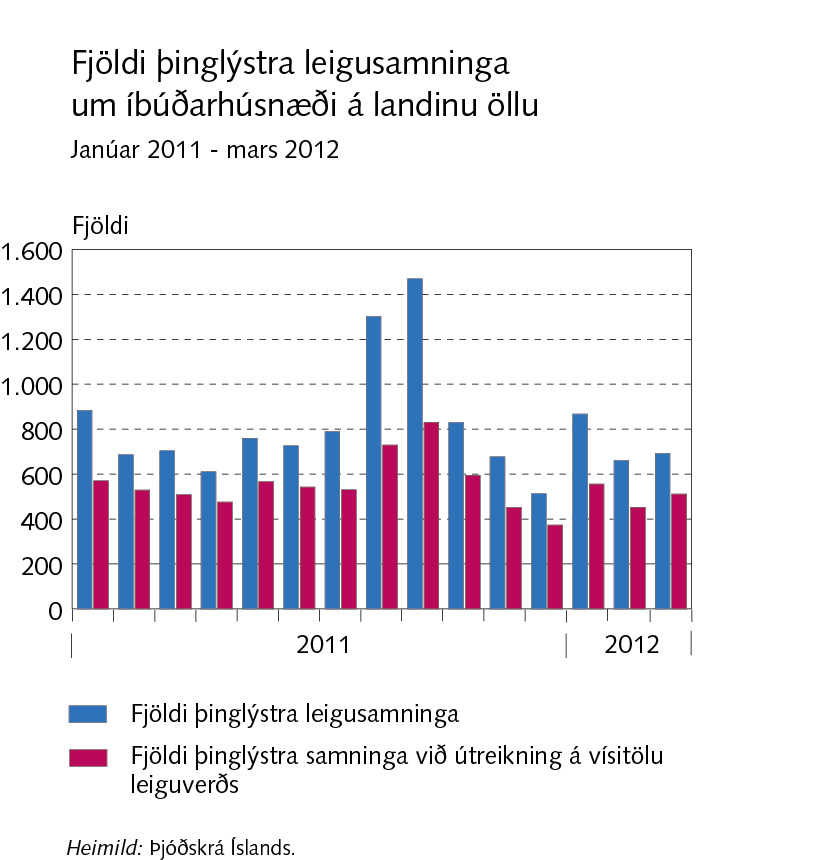 Fjöldi þinglýstra leigusamninga
um íbúðarhúsnæði á landinu öllu
Janúar 2011 - mars 2012
Fjöldi
1.600
1.400
1.200
1.000
800
600
400
200
0
2011 2012
Fjöldi þinglýstra leigusamninga
Fjöldi þinglýstra samninga við útreikning á vísitölu
leiguverðs
Heimild: Þjóðskrá Íslands.